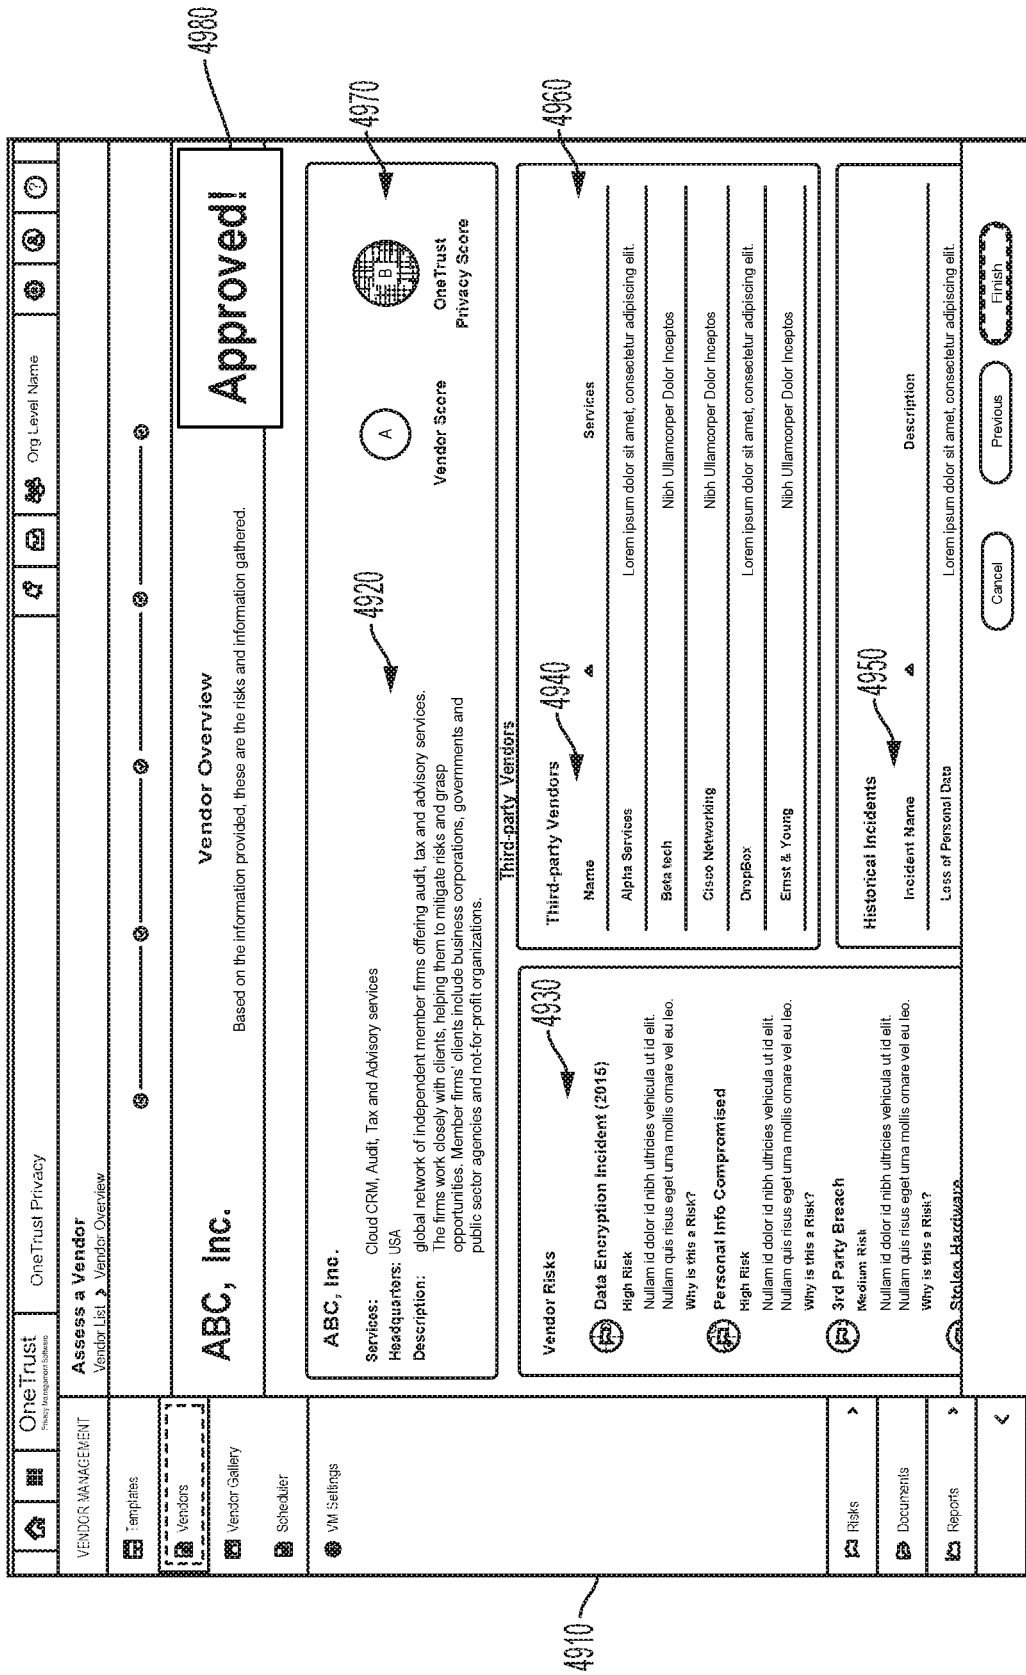 OneTrust
Privacy Management Software
OneTrust Privacy
Org Level Name
?
VENDOR MANAGEMENT
Templates
Vendors
Vendor Gallery
Scheduler
VM Settings
Risks
Documents
Reports
4910
Assess a Vendor
Vendor List > Vendor Overview
ABC, Inc.
Vendor Overview
Based on the information provided, these are the risks and information gathered.
Approved!
4980
ABC, Inc.
Services: Cloud CRM, Audit, Tax and Advisory services
Headquarters: USA
Description: global network of independent member firms offering audit, tax and advisory services.
The firms work closely with clients, helping them to mitigate risks and grasp
opportunities. Member firms' clients include business corporations, governments and
public sector agencies and not-for-profit organizations.
4920
A
Vendor Score
B
OneTrust
Privacy Score
4970
Third-party Vendors
Vendor Risks
4930
Data Encryption Incident (2015)
High Risk
Nullam id dolor id nibh ultricies vehicula ut id elit.
Nullam quis risus eget urna mollis ornare vel eu leo.
Why is this a Risk?
Personal Info Compromised
High Risk
Nullam id dolor id nibh ultricies vehicula ut id elit.
Nullam quis risus eget urna mollis ornare vel eu leo.
Why is this a Risk?
3rd Party Breach
Medium Risk
Nullam id dolor id nibh ultricies vehicula ut id elit.
Nullam quis risus eget urna mollis ornare vel eu leo.
Why is this a Risk?
Stolen Hardware
Third-party Vendors
4940
4960
Name Services
Alpha Services Lorem ipsum dolor sit amet, consectetur adipiscing elit.
Beta tech Nibh Ullamcorper Dolor Inceptos
Cisco Networking Nibh Ullamcorper Dolor Inceptos
DropBox Lorem ipsum dolor sit amet, consectetur adipiscing elit.
Ernst & Young Nibh Ullamcorper Dolor Inceptos
Historical Incidents
4950
Incident Name Description
Loss of Personal Data Lorem ipsum dolor sit amet, consectetur adipiscing elit.
Cancel
Previous
Finish